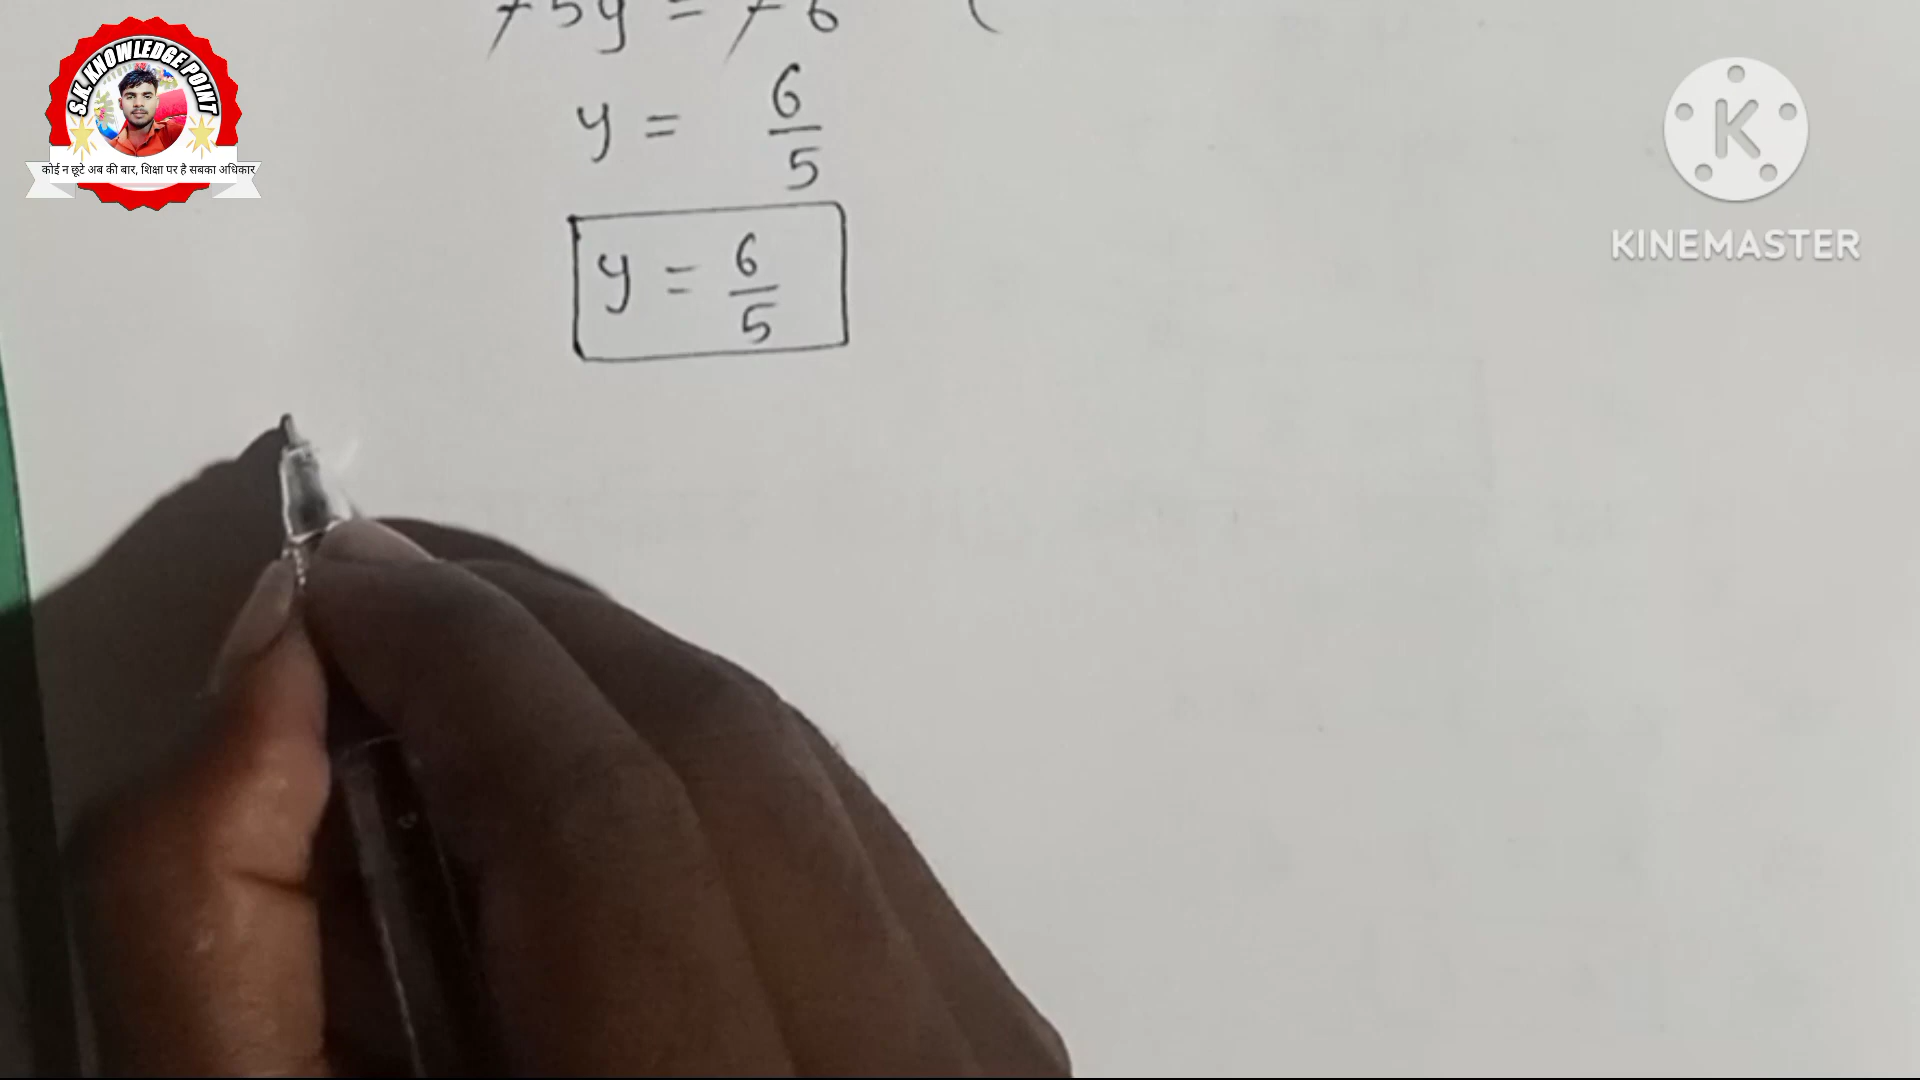 S.K. KNOWLEDGE POINT
कोई न छूटे अब की बार, शिक्षा पर है सबका अधिकार
K
KINEMASTER
-5y = -6
y = 6/5
y = 6/5